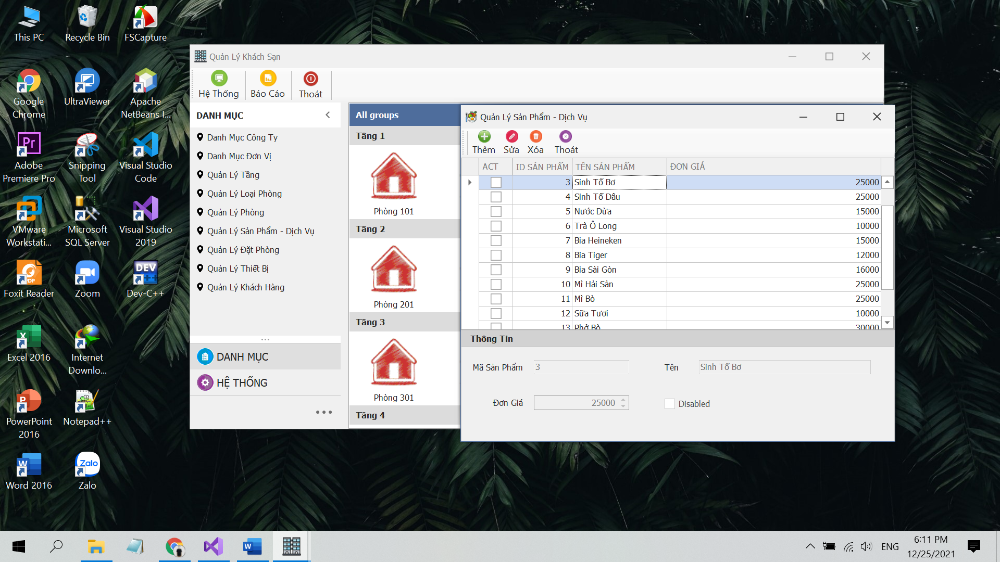 This PC
Recycle Bin
FSCapture
Google Chrome
UltraViewer
Apache NetBeans I...
Adobe Premiere Pro
Snipping Tool
Visual Studio Code
VMware Workstati...
Microsoft SQL Server
Visual Studio 2019
Foxit Reader
Zoom
Dev-C++
Excel 2016
Internet Downlo...
PowerPoint 2016
Notepad++
Word 2016
Zalo
Quản Lý Khách Sạn
Hệ Thống
Báo Cáo
Thoát
DANH MỤC
Danh Mục Công Ty
Danh Mục Đơn Vị
Quản Lý Tầng
Quản Lý Loại Phòng
Quản Lý Phòng
Quản Lý Sản Phẩm - Dịch Vụ
Quản Lý Đặt Phòng
Quản Lý Thiết Bị
Quản Lý Khách Hàng
DANH MỤC
HỆ THỐNG
All groups
Tầng 1
Phòng 101
Tầng 2
Phòng 201
Tầng 3
Phòng 301
Tầng 4
Quản Lý Sản Phẩm - Dịch Vụ
Thêm
Sửa
Xóa
Thoát
ACT ID SẢN PHẨM TÊN SẢN PHẨM ĐƠN GIÁ
3 Sinh Tố Bơ 25000
4 Sinh Tố Dâu 25000
5 Nước Dừa 15000
6 Trà Ô Long 10000
7 Bia Heineken 15000
8 Bia Tiger 12000
9 Bia Sài Gòn 16000
10 Mì Hải Sản 25000
11 Mì Bò 25000
12 Sữa Tươi 10000
13 Phở Bò 30000
Thông Tin
Mã Sản Phẩm 3
Tên Sinh Tố Bơ
Đơn Giá 25000
Disabled
ENG
6:11 PM
12/25/2021